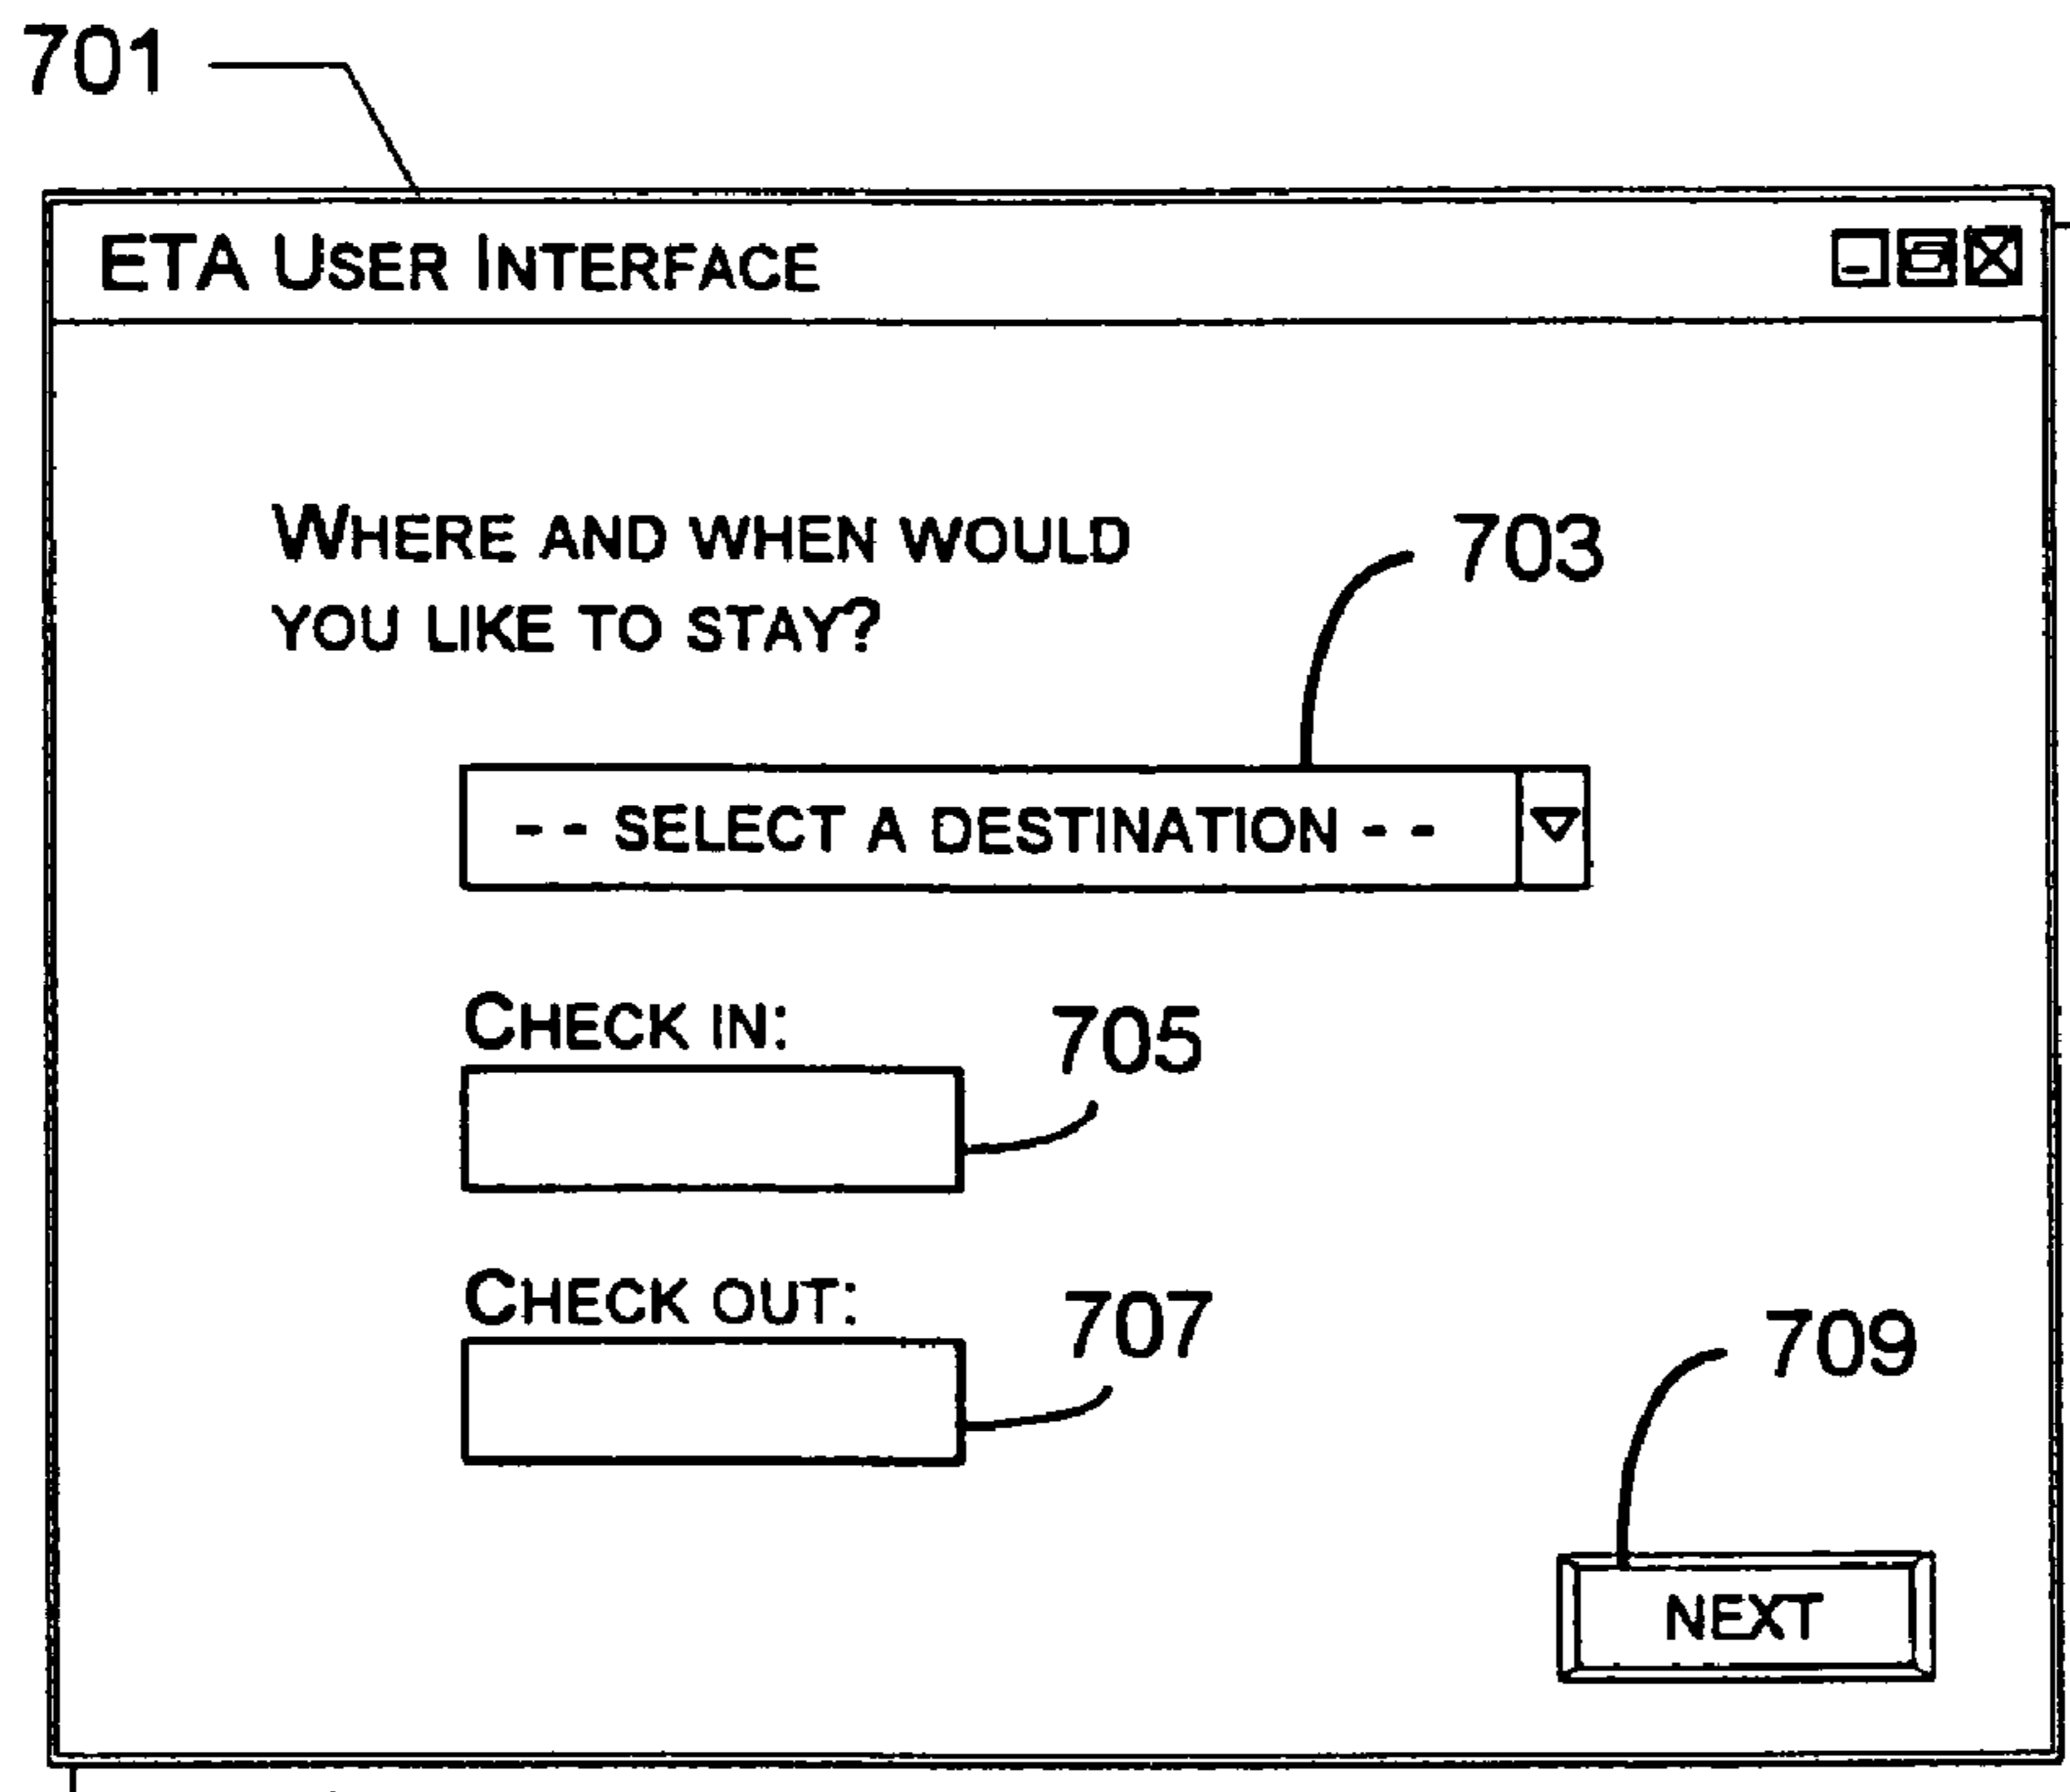 701
ETA USER INTERFACE
WHERE AND WHEN WOULD
YOU LIKE TO STAY?
703
- - SELECT A DESTINATION - -
CHECK IN:
705
CHECK OUT:
707
709
NEXT